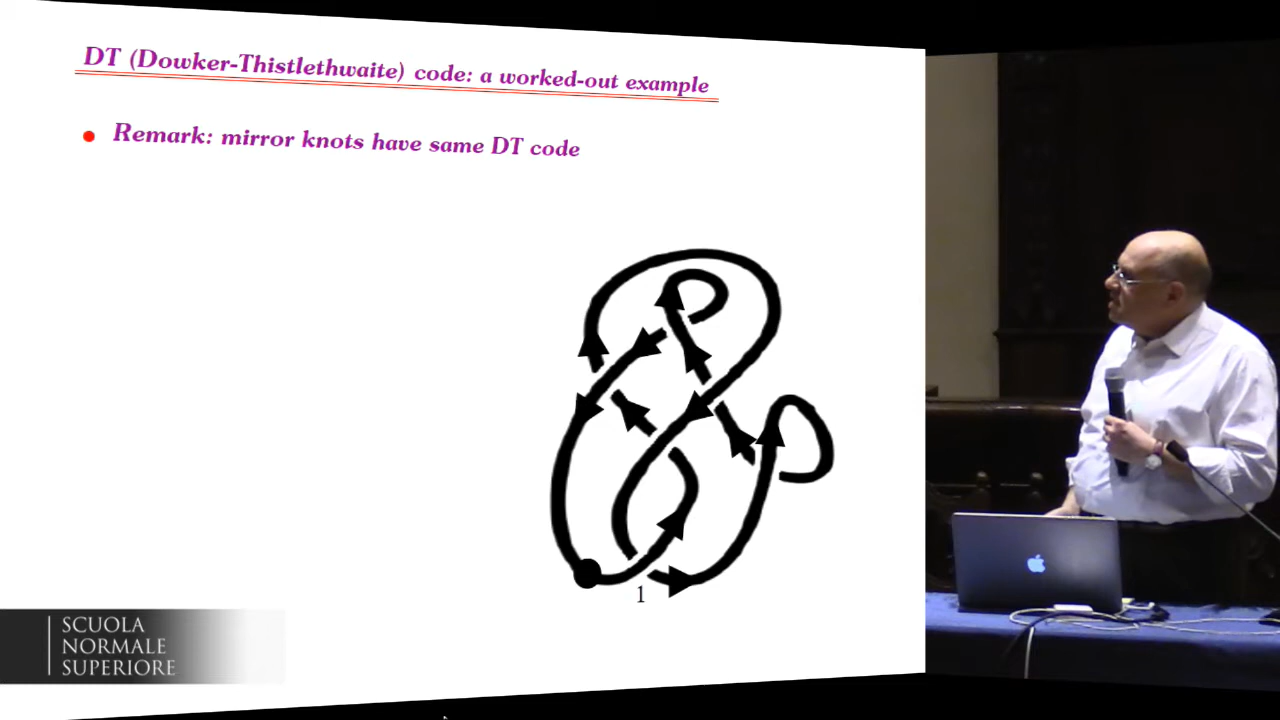 DT (Dowker-Thistlethwaite) code: a worked-out example
Remark: mirror knots have same DT code
1
SCUOLA
NORMALE
SUPERIORE